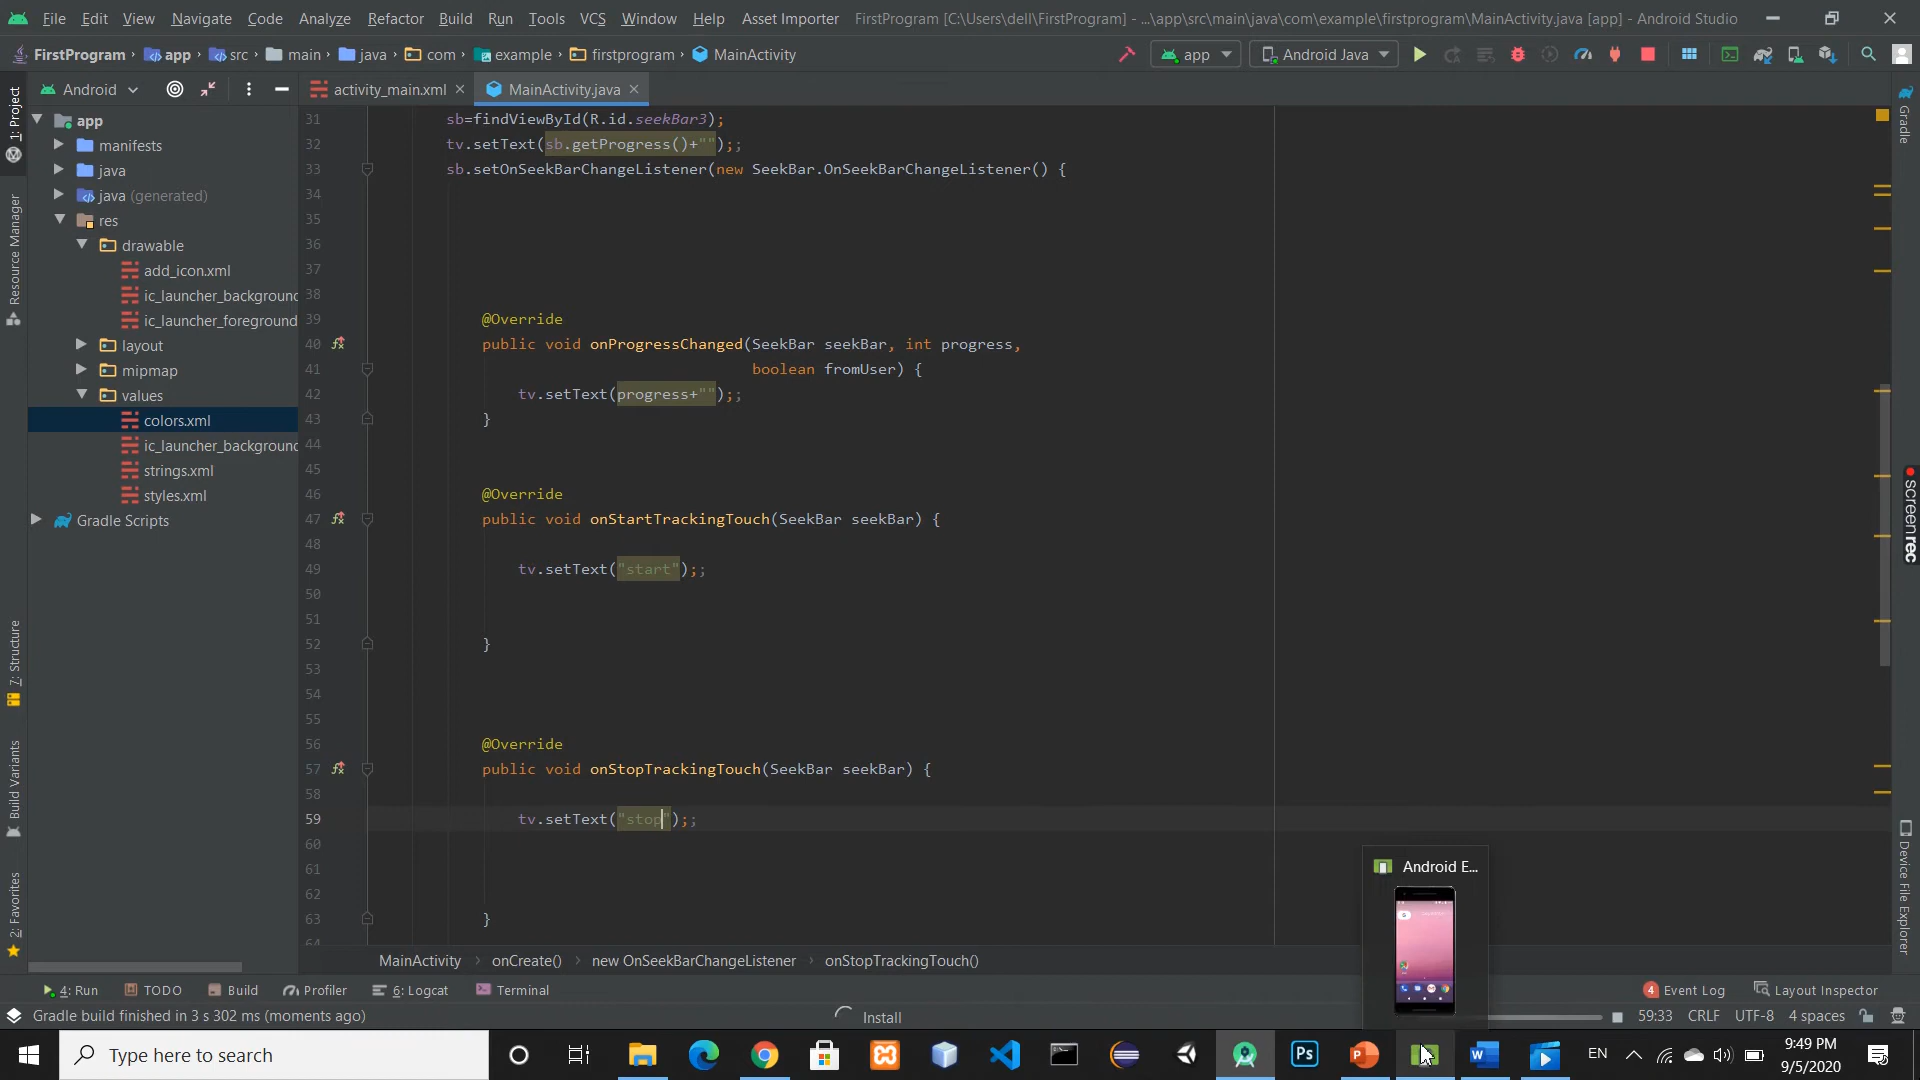 File Edit View Navigate Code Analyze Refactor Build Run Tools VCS Window Help Asset Importer FirstProgram [C:\Users\dell\FirstProgram] - ...\app\src\main\java\com\example\firstprogram\MainActivity.java [app] - Android Studio
FirstProgram app src main java com example firstprogram MainActivity app Android Java
Android activity_main.xml MainActivity.java
1: Project
Resource Manager
7: Structure
Build Variants
2: Favorites
app
manifests
java
java (generated)
res
drawable
add_icon.xml
ic_launcher_background
ic_launcher_foreground
layout
mipmap
values
colors.xml
ic_launcher_background
strings.xml
styles.xml
Gradle Scripts
31 sb=findViewById(R.id.seekBar3);
32 tv.setText(sb.getProgress()+"");;
33 sb.setOnSeekBarChangeListener(new SeekBar.OnSeekBarChangeListener() {
34
35
36
37
38
39 @Override
40 public void onProgressChanged(SeekBar seekBar, int progress,
41 boolean fromUser) {
42 tv.setText(progress+"");;
43 }
44
45
46 @Override
47 public void onStartTrackingTouch(SeekBar seekBar) {
48
49 tv.setText("start");;
50
51
52 }
53
54
55
56 @Override
57 public void onStopTrackingTouch(SeekBar seekBar) {
58
59 tv.setText("stop");;
60
61
62
63 }
64
Gradle
screenrec
Device File Explorer
Android E...
MainActivity onCreate() new OnSeekBarChangeListener onStopTrackingTouch()
4: Run TODO Build Profiler 6: Logcat Terminal 4 Event Log Layout Inspector
Gradle build finished in 3 s 302 ms (moments ago) Install 59:33 CRLF UTF-8 4 spaces
Type here to search Ps EN 9:49 PM
9/5/2020